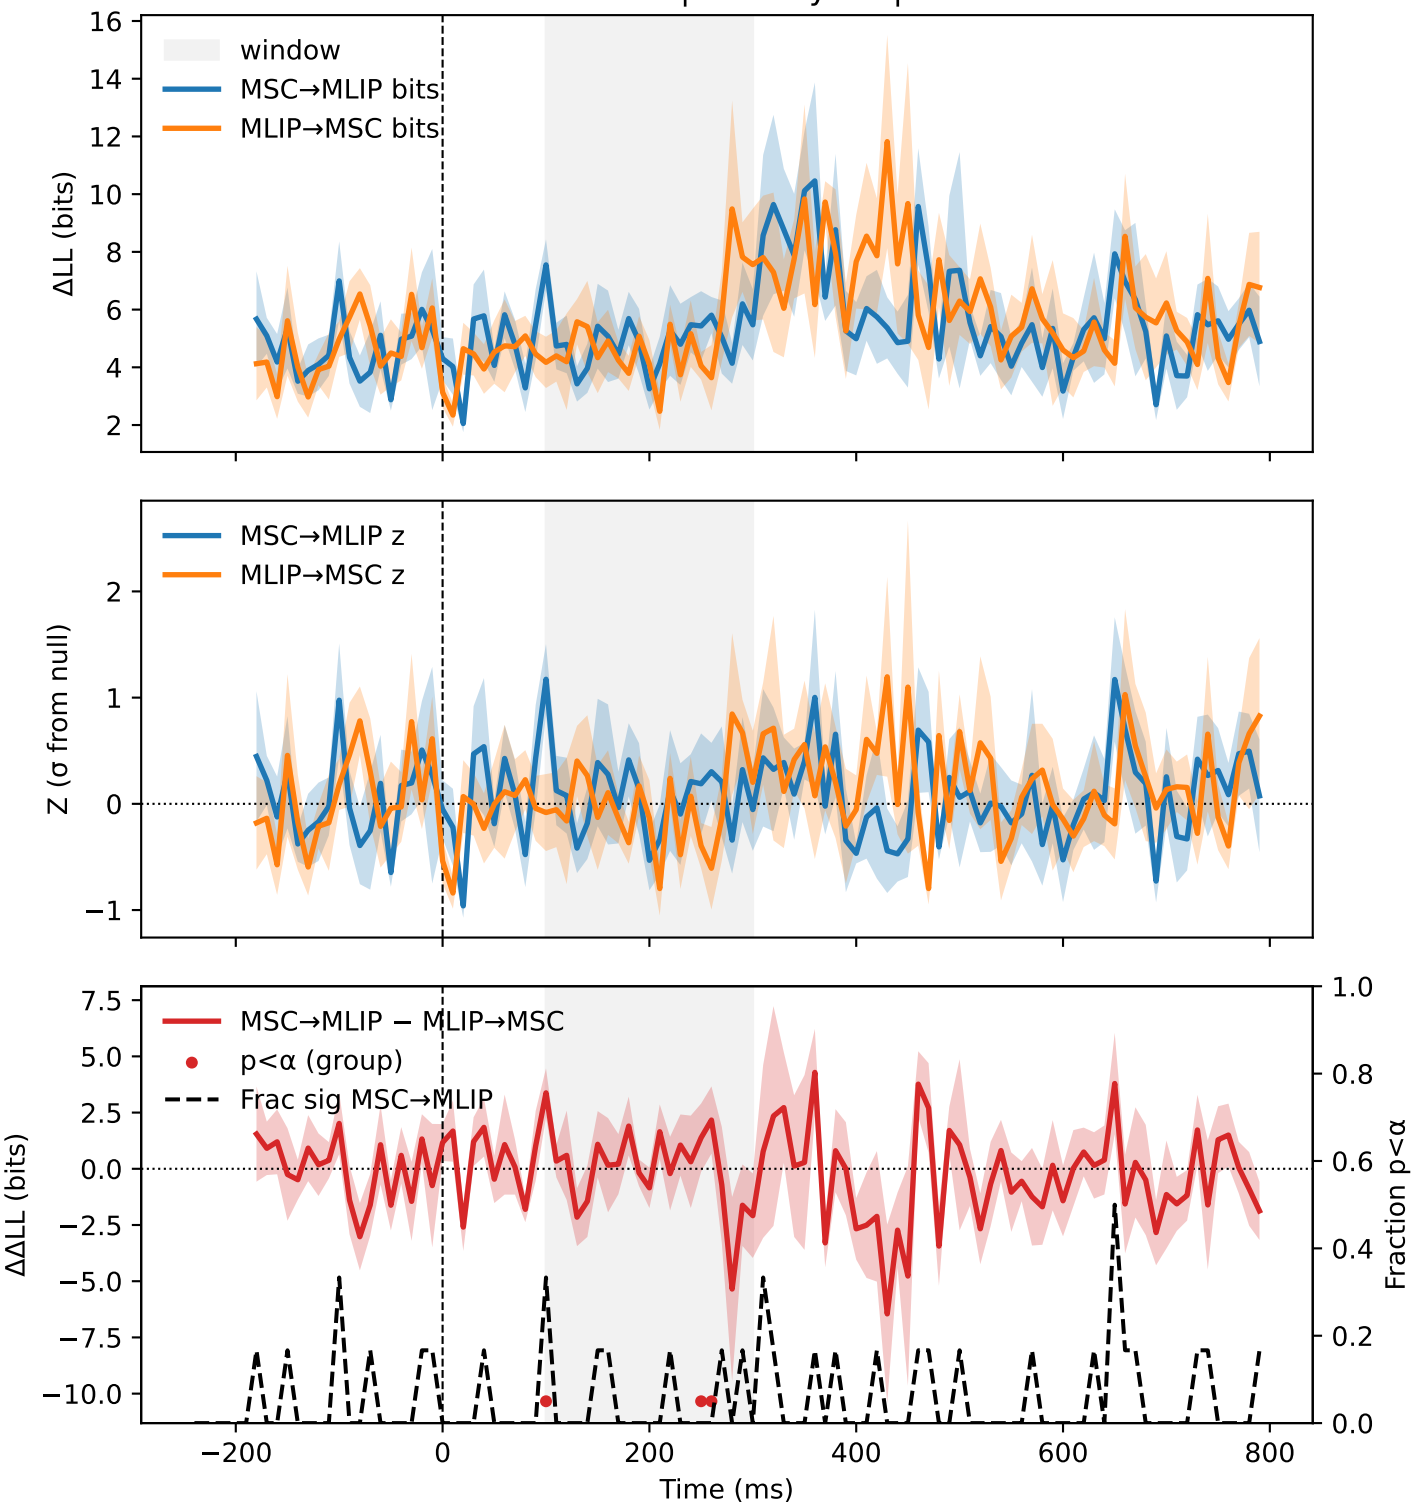 16
14
12
10
8
6
4
2
ΔLL (bits)
window
MSC→MLIP bits
MLIP→MSC bits
2
1
0
−1
Z (σ from null)
MSC→MLIP z
MLIP→MSC z
7.5
5.0
2.5
0.0
−2.5
−5.0
−7.5
−10.0
ΔΔLL (bits)
MSC→MLIP − MLIP→MSC
p<α (group)
Frac sig MSC→MLIP
1.0
0.8
0.6
0.4
0.2
0.0
Fraction p<α
−200
0
200
400
600
800
Time (ms)